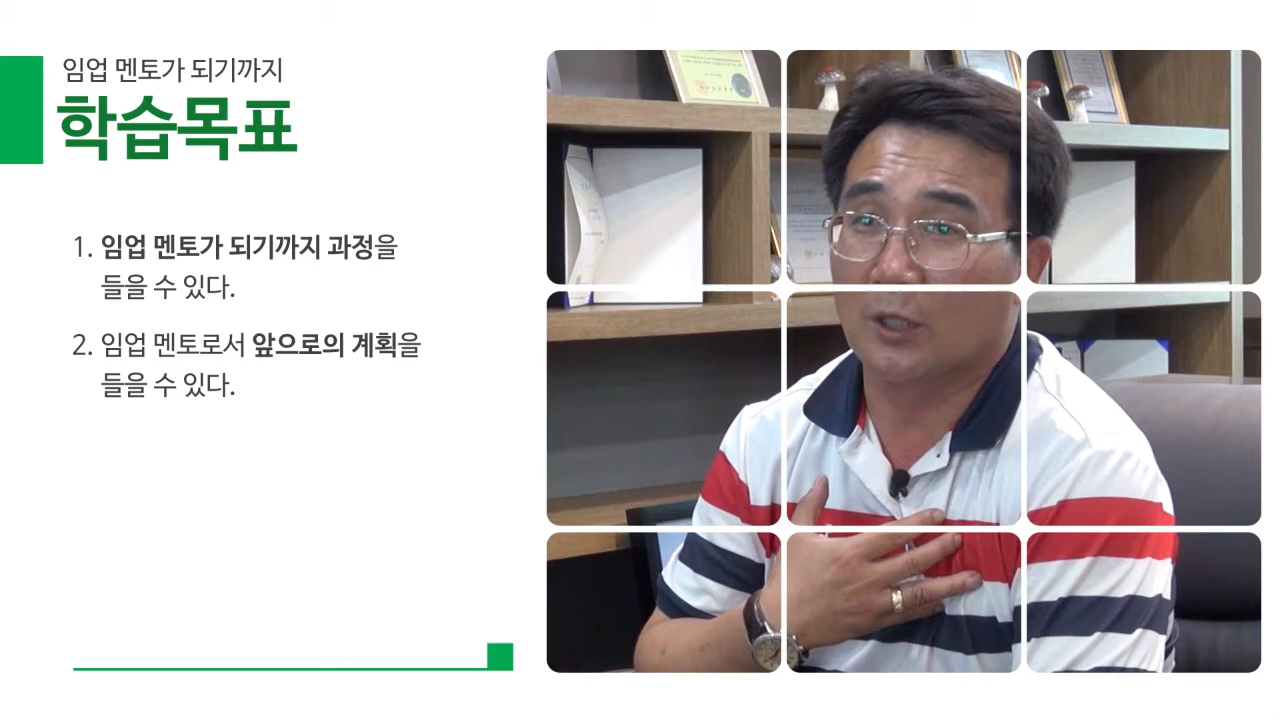 임업 멘토가 되기까지
학습목표
1. 임업 멘토가 되기까지 과정을
들을 수 있다.
2. 임업 멘토로서 앞으로의 계획을
들을 수 있다.